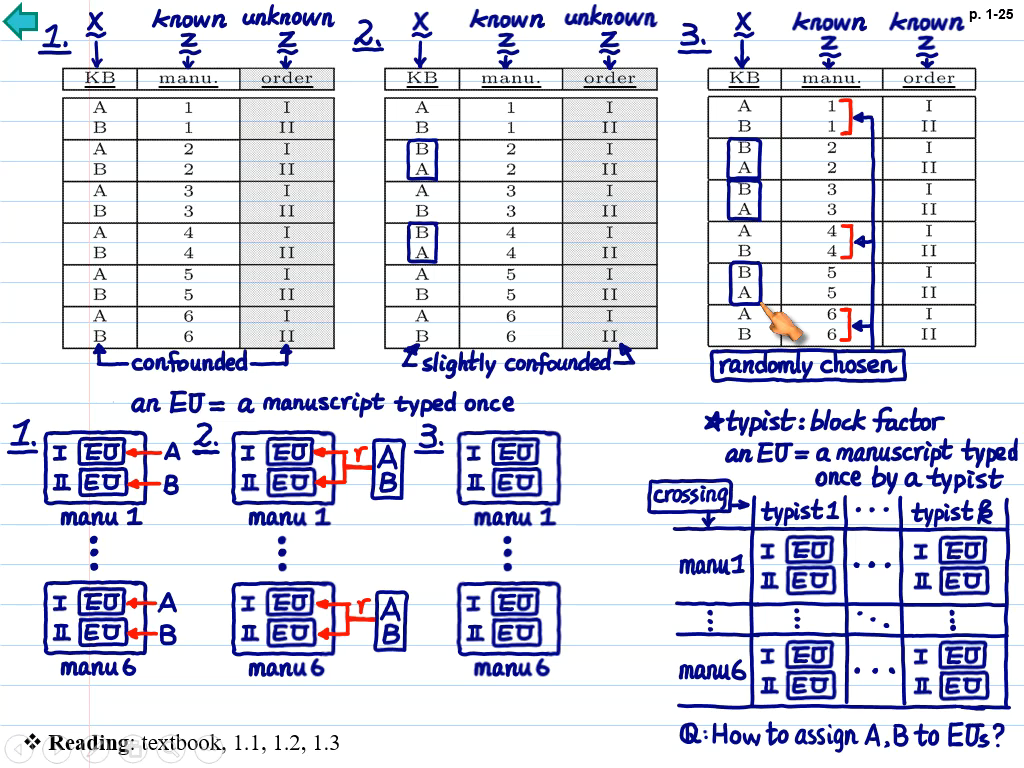 p. 1-25
1. X known unknown
z z
KB manu. order
A 1 I
B 1 II
A 2 I
B 2 II
A 3 I
B 3 II
A 4 I
B 4 II
A 5 I
B 5 II
A 6 I
B 6 II
confounded
2. X known unknown
z z
KB manu. order
A 1 I
B 1 II
B 2 I
A 2 II
A 3 I
B 3 II
B 4 I
A 4 II
A 5 I
B 5 II
A 6 I
B 6 II
slightly confounded
3. X known known
z z
KB manu. order
A 1 I
B 1 II
B 2 I
A 2 II
B 3 I
A 3 II
A 4 I
B 4 II
B 5 I
A 5 II
A 6 I
B 6 II
randomly chosen
an EU = a manuscript typed once
1.
I EU A
II EU B
manu 1
I EU A
II EU B
manu 6
2.
I EU r A
II EU B
manu 1
I EU r A
II EU B
manu 6
3.
I EU
II EU
manu 1
I EU
II EU
manu 6
*typist: block factor
an EU = a manuscript typed
once by a typist
crossing
typist 1 ... typist k
manu 1 I EU ... I EU
II EU II EU
manu 6 I EU ... I EU
II EU II EU
Q: How to assign A, B to EUs?
❖ Reading: textbook, 1.1, 1.2, 1.3